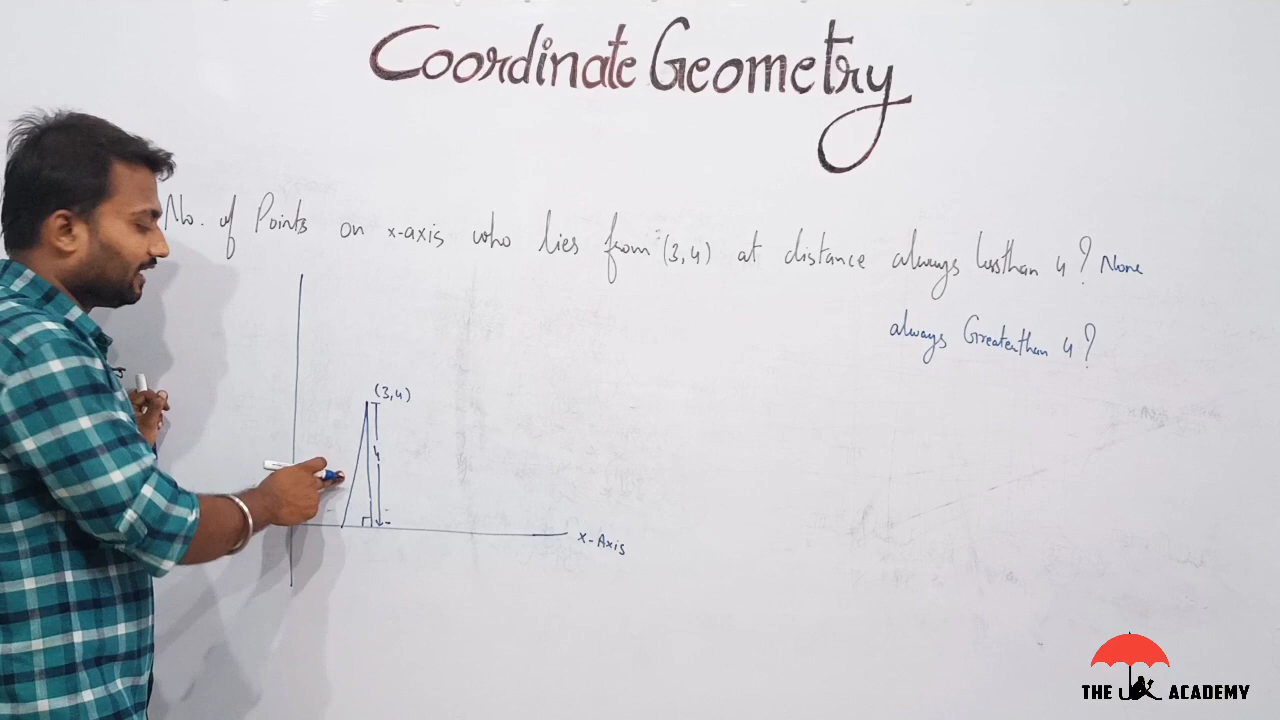 Coordinate Geometry
No. of Points on x-axis who lies from (3,4) at distance always lessthan 4? None
always Greaterthan 4?
(3,4)
4
X-Axis
THE ACADEMY